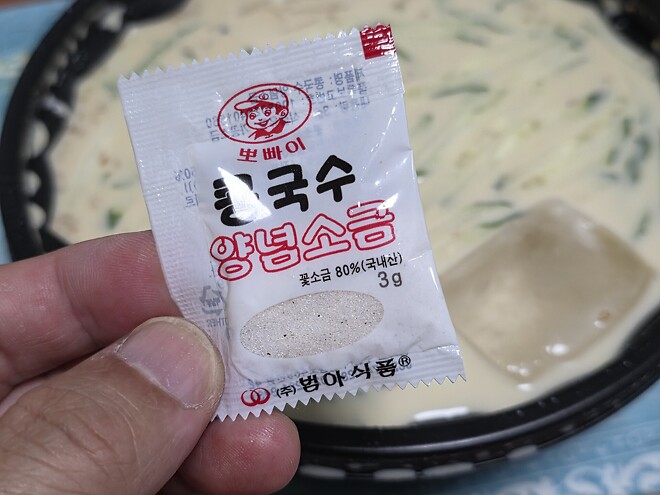 뽀빠이
콩국수
양념소금
꽃소금 80%(국내산)
3g
(주)범아식품®